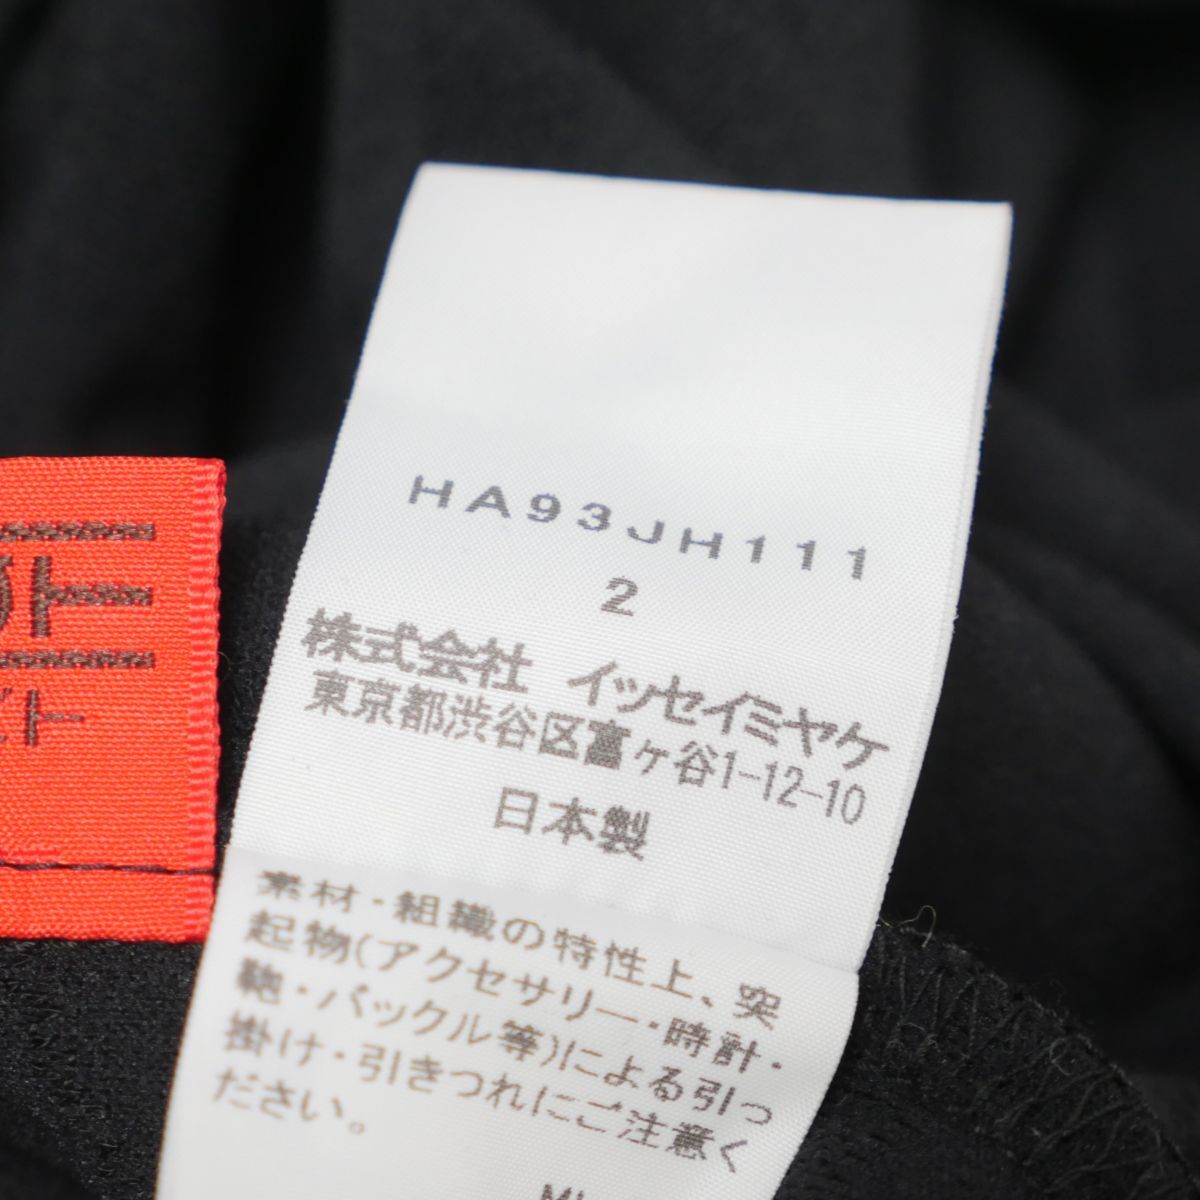 HA93JH111
2
株式会社 イッセイミヤケ
東京都渋谷区富ヶ谷1-12-10
日本製
素材・組織の特性上、突
起物(アクセサリー・時計・
鞄・バックル等)による引っ
掛け・引きつれにご注意く
ださい。